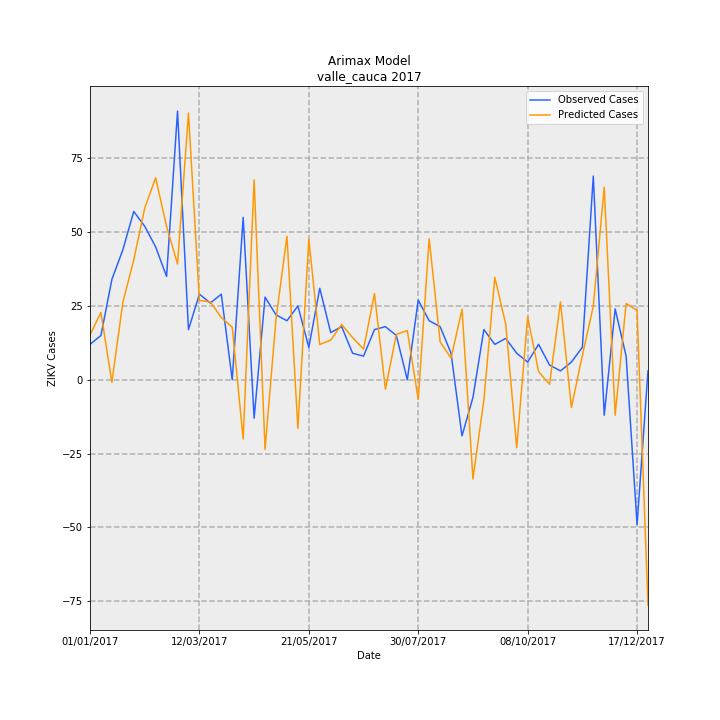 Arimax Model
valle_cauca 2017
Observed Cases
Predicted Cases
ZIKV Cases
75
50
25
0
−25
−50
−75
01/01/2017
12/03/2017
21/05/2017
30/07/2017
08/10/2017
17/12/2017
Date